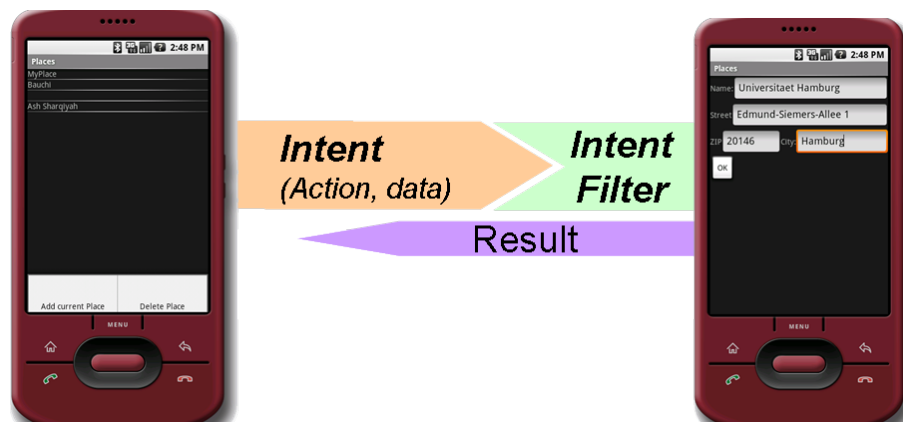 2:48 PM
Places
MyPlace
Bauchi
Ash Sharqiyah
Add current Place
Delete Place
MENU
Intent
(Action, data)
Intent
Filter
Result
2:48 PM
Places
Name: Universitaet Hamburg
Street Edmund-Siemers-Allee 1
ZIP 20146 City: Hamburg
OK
MENU